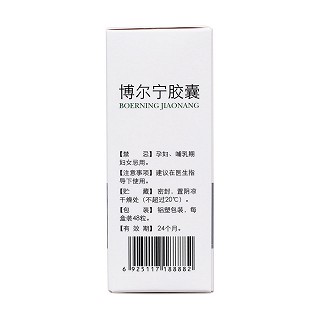 博尔宁胶囊
BOERNING JIAONANG
【禁　忌】孕妇、哺乳期
妇女忌用。
【注意事项】建议在医生指
导下使用。
【贮　藏】密封，置阴凉
干燥处（不超过20℃）。
【包　装】铝塑包装，每
盒装48粒。
【有 效 期】24个月。
6 925117 188882